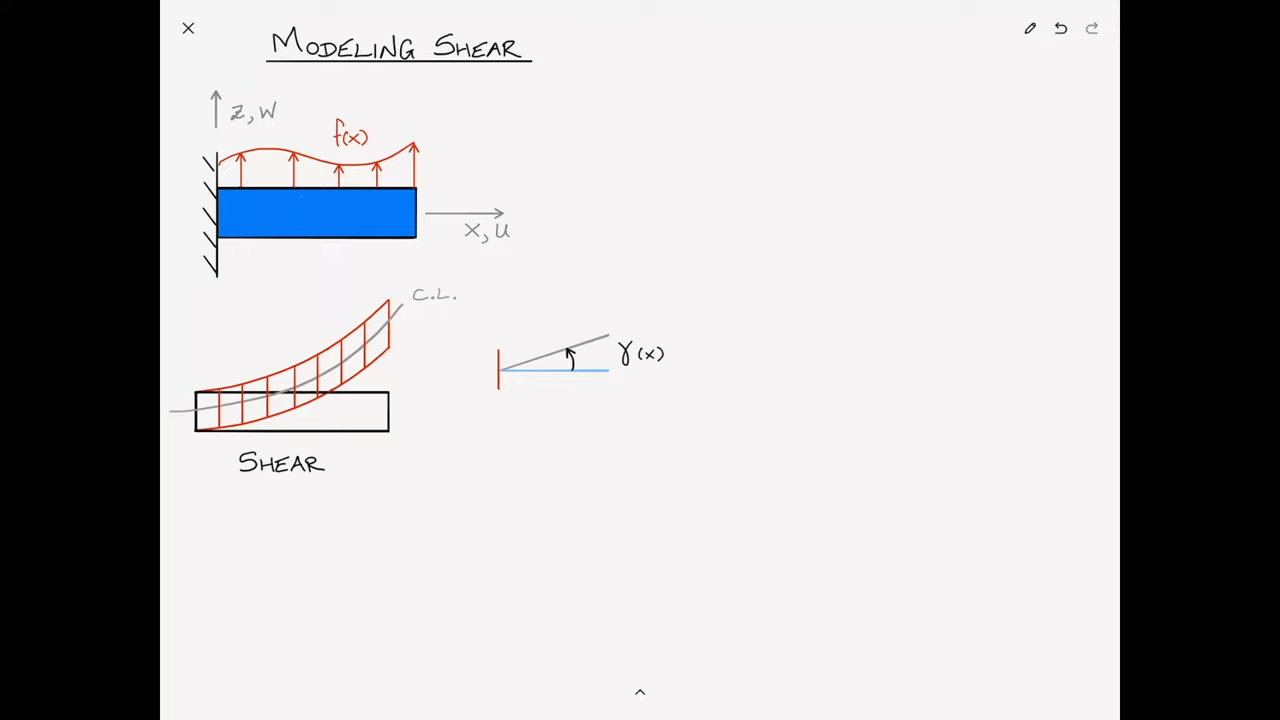 MODELING SHEAR
z, w
f(x)
x, u
C.L.
γ(x)
SHEAR